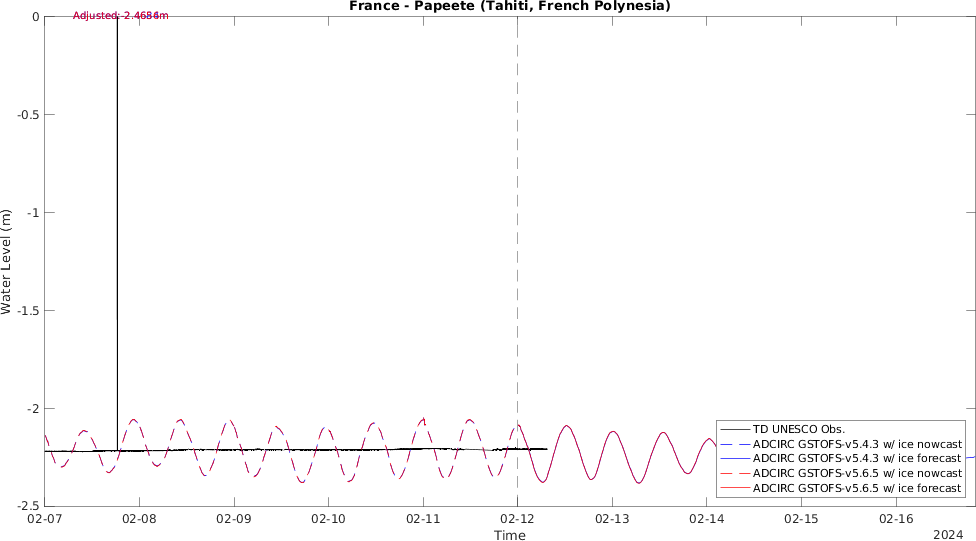 France - Papeete (Tahiti, French Polynesia)
Adjusted:
0
-0.5
-1
-1.5
-2
-2.5
Water Level (m)
TD UNESCO Obs.
ADCIRC GSTOFS-v5.4.3 w/ ice nowcast
ADCIRC GSTOFS-v5.4.3 w/ ice forecast
ADCIRC GSTOFS-v5.6.5 w/ ice nowcast
ADCIRC GSTOFS-v5.6.5 w/ ice forecast
02-07 02-08 02-09 02-10 02-11 02-12 02-13 02-14 02-15 02-16
Time
2024